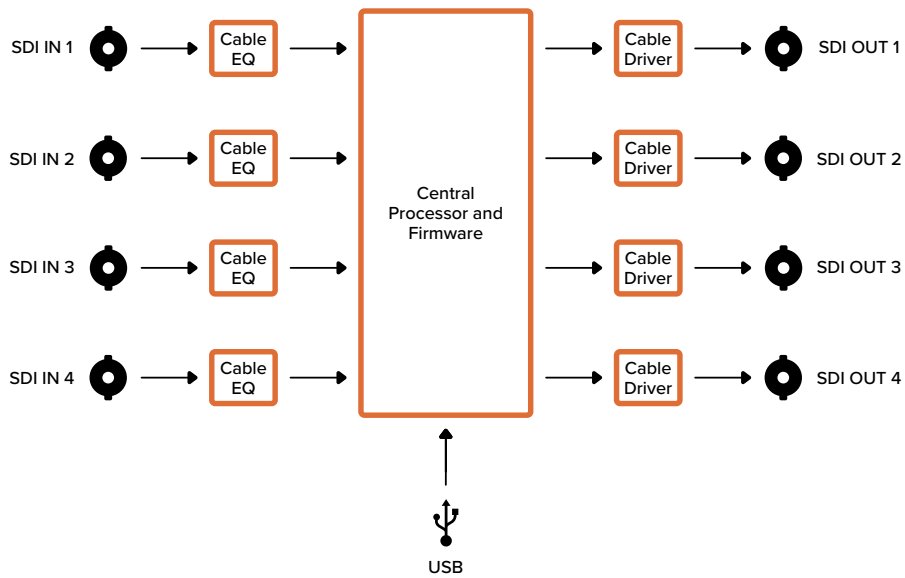 SDI IN 1
Cable
EQ
Cable
Driver
SDI OUT 1
SDI IN 2
Cable
EQ
Cable
Driver
SDI OUT 2
Central
Processor and
Firmware
SDI IN 3
Cable
EQ
Cable
Driver
SDI OUT 3
SDI IN 4
Cable
EQ
Cable
Driver
SDI OUT 4
USB